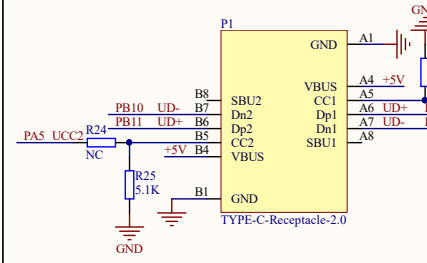 P1
GND
GND A1
VBUS A4 +5V
B8 SBU2 CC1 A5
PB10 UD- B7 Dn2 Dp1 A6 UD+
PB11 UD+ B6 Dp2 Dn1 A7 UD-
PA5 UCC2 R24 B5 CC2 SBU1 A8
NC +5V B4 VBUS
R25
5.1K
B1 GND
TYPE-C-Receptacle-2.0
GND